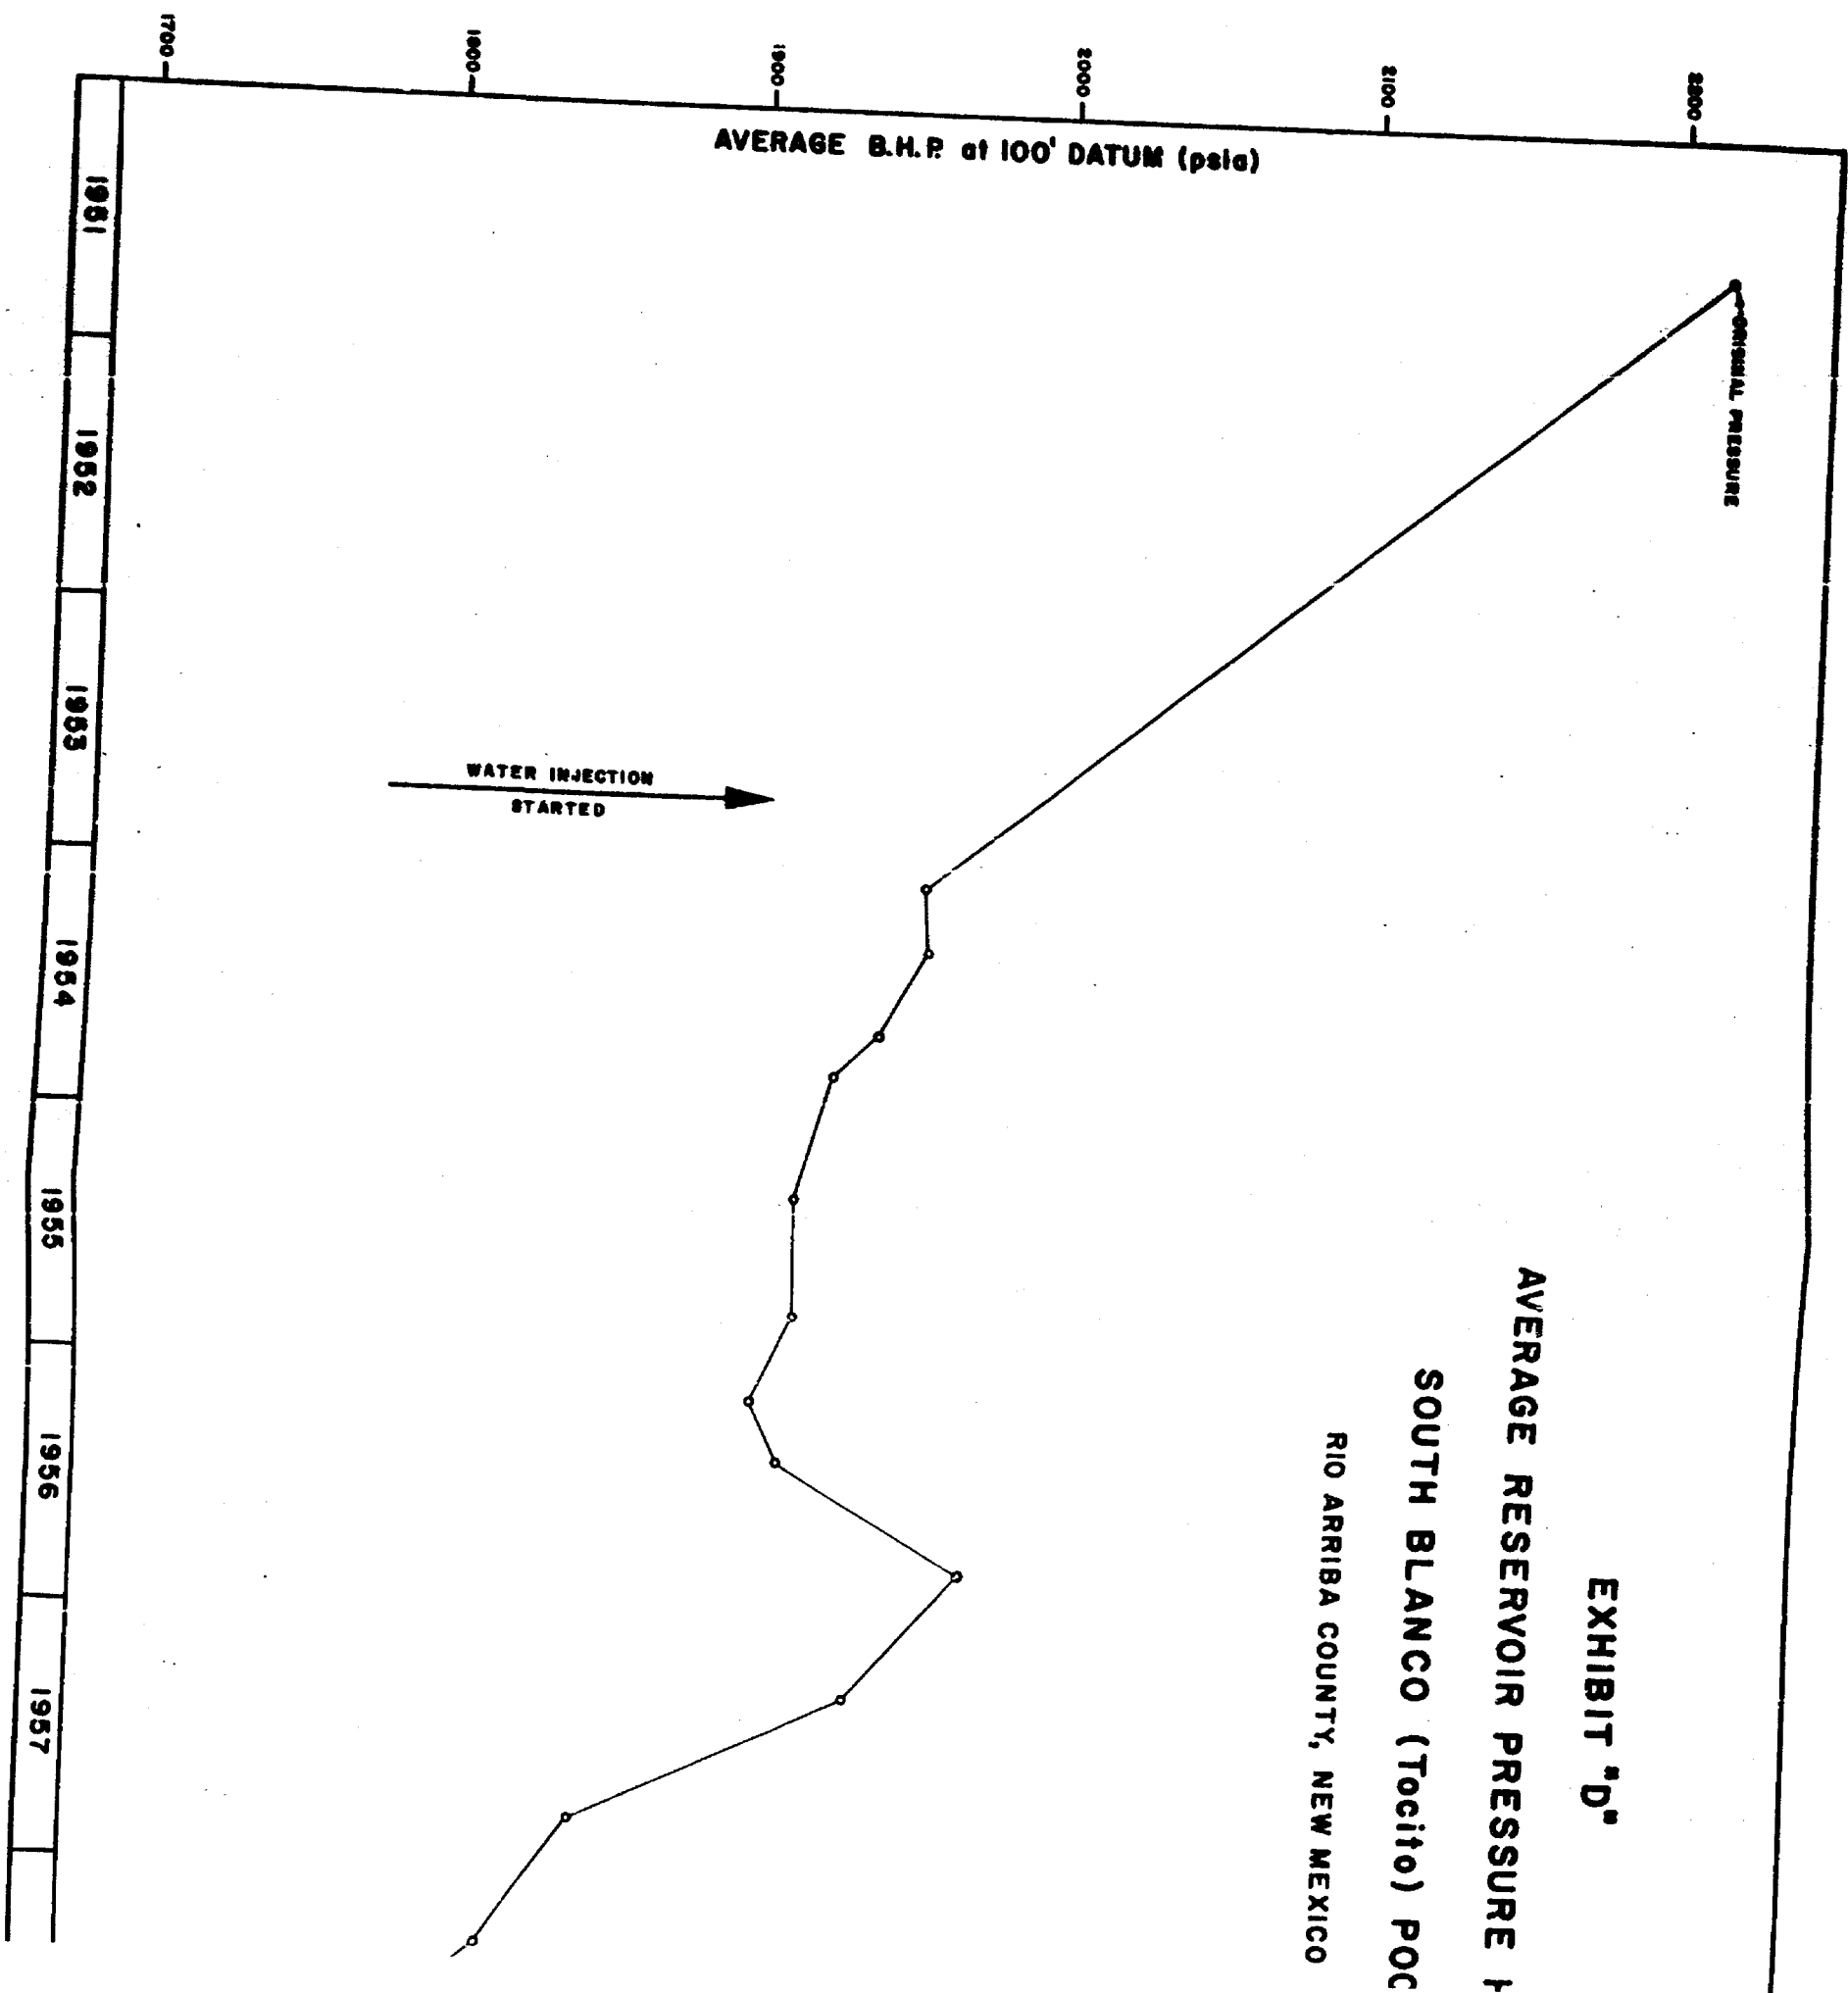 EXHIBIT "D"
AVERAGE RESERVOIR PRESSURE
SOUTH BLANCO (Tocito) POO
RIO ARRIBA COUNTY, NEW MEXICO
ORIGINAL PRESSURE
2200
2100
2000
1900
1800
1700
AVERAGE B.H.P. at 100' DATUM (psia)
WATER INJECTION
STARTED
1951 1952 1953 1954 1955 1956 1957